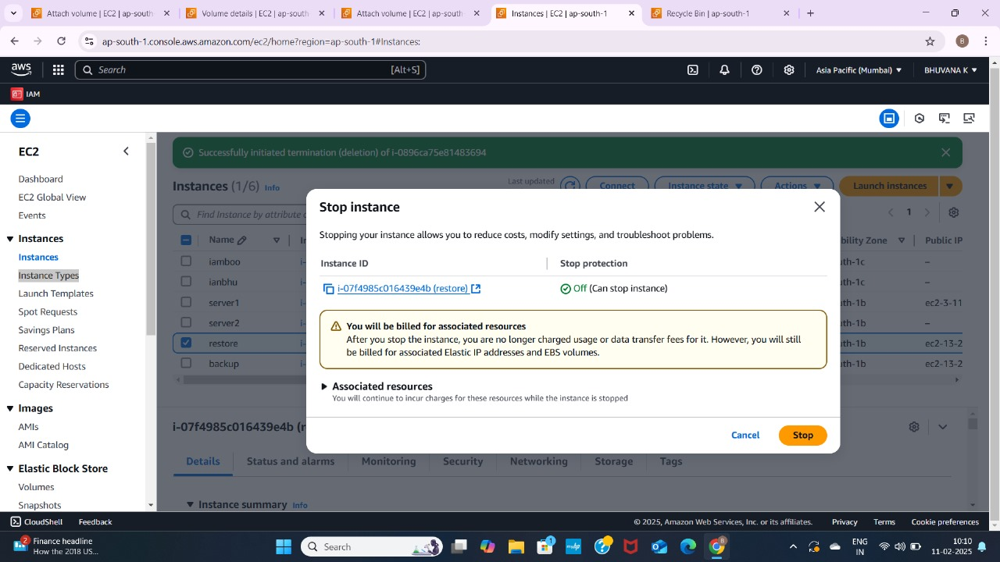 Attach volume | EC2 | ap-south
Volume details | EC2 | ap-south
Attach volume | EC2 | ap-south
Instances | EC2 | ap-south-1
Recycle Bin | ap-south-1
ap-south-1.console.aws.amazon.com/ec2/home?region=ap-south-1#Instances:
B
aws
Search
[Alt+S]
Asia Pacific (Mumbai)
BHUVANA K
IAM
EC2
Dashboard
EC2 Global View
Events
Instances
Instances
Instance Types
Launch Templates
Spot Requests
Savings Plans
Reserved Instances
Dedicated Hosts
Capacity Reservations
Images
AMIs
AMI Catalog
Elastic Block Store
Volumes
Snapshots
Successfully initiated termination (deletion) of i-0896ca75e81483694
Instances (1/6) Info
Last updated
Connect
Instance state
Actions
Launch instances
Find Instance by attribute
1
Name
bility Zone
Public IP
iamboo i- uth-1c –
ianbhu i- uth-1c –
server1 i- uth-1b ec2-3-11
server2 i- uth-1b –
restore i- uth-1b ec2-13-2
backup i- uth-1b ec2-13-2
Stop instance
Stopping your instance allows you to reduce costs, modify settings, and troubleshoot problems.
Instance ID
Stop protection
i-07f4985c016439e4b (restore)
Off (Can stop instance)
You will be billed for associated resources
After you stop the instance, you are no longer charged usage or data transfer fees for it. However, you will still
be billed for associated Elastic IP addresses and EBS volumes.
Associated resources
You will continue to incur charges for these resources while the instance is stopped
Cancel
Stop
i-07f4985c016439e4b (r
Details
Status and alarms
Monitoring
Security
Networking
Storage
Tags
Instance summary Info
CloudShell
Feedback
© 2025, Amazon Web Services, Inc. or its affiliates.
Privacy
Terms
Cookie preferences
2
Finance headline
How the 2018 US...
Search
1
B
ENG
IN
10:10
11-02-2025